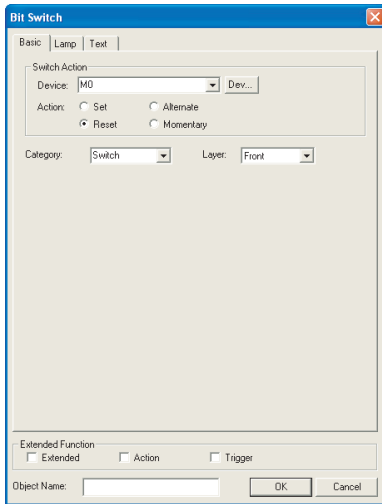 Bit Switch
Basic Lamp Text
Switch Action
Device: M0 Dev...
Action: Set Alternate
Reset Momentary
Category: Switch Layer: Front
Extended Function
Extended Action Trigger
Object Name: OK Cancel